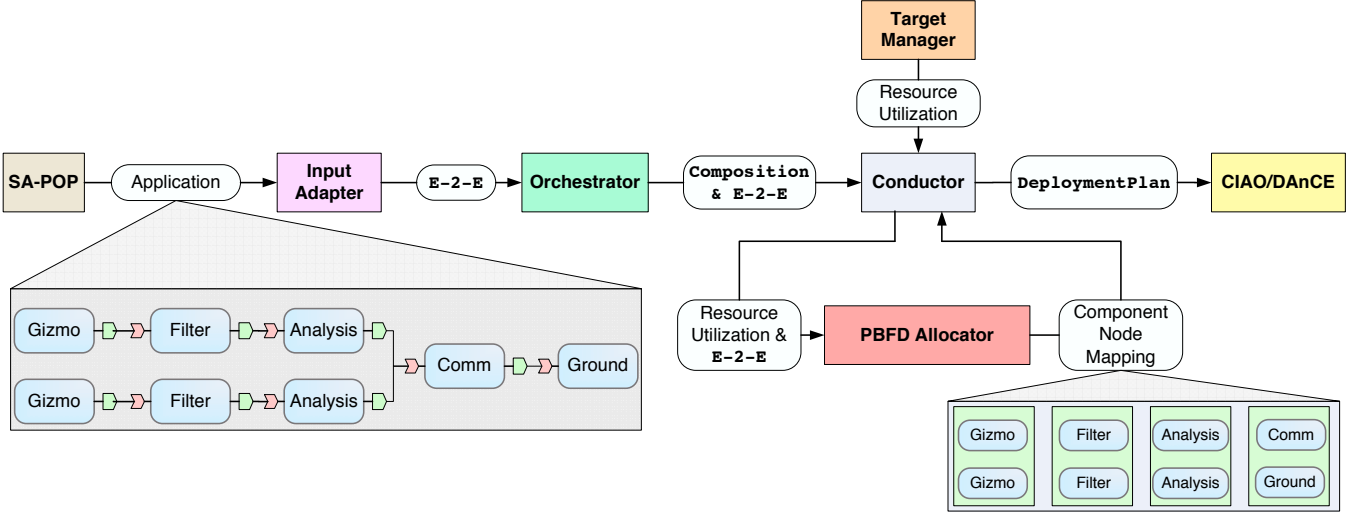 Target
Manager
Resource
Utilization
SA-POP
Application
Input
Adapter
E-2-E
Orchestrator
Composition
& E-2-E
Conductor
DeploymentPlan
CIAO/DAnCE
Resource
Utilization &
E-2-E
PBFD Allocator
Component
Node
Mapping
Gizmo
Filter
Analysis
Comm
Ground
Gizmo
Filter
Analysis
Gizmo
Filter
Analysis
Comm
Gizmo
Filter
Analysis
Ground